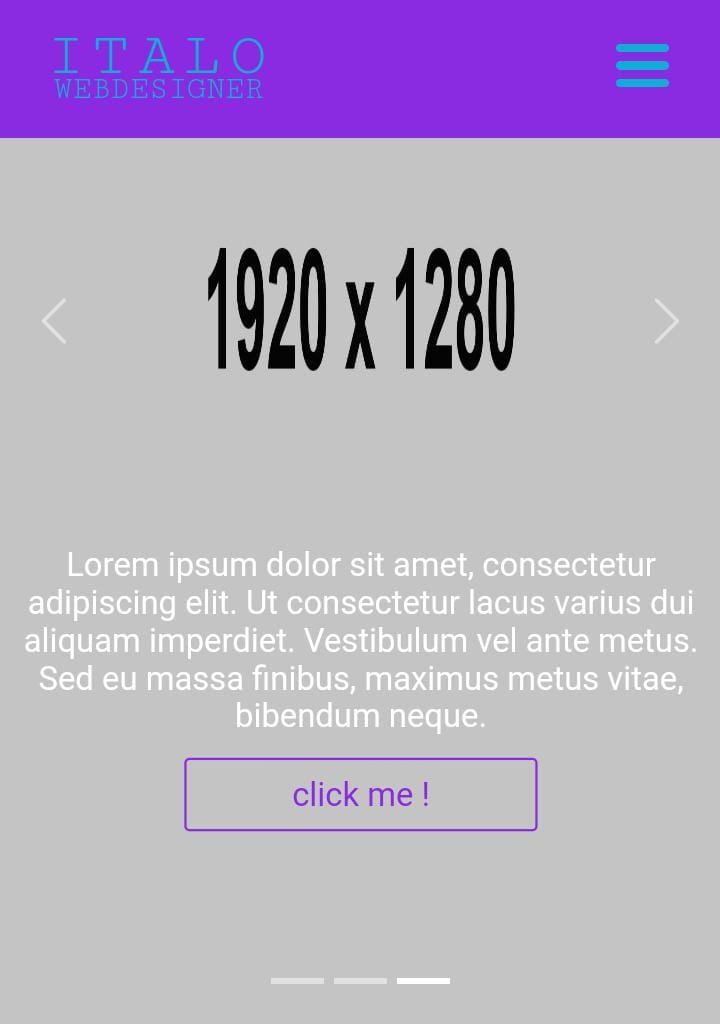 ITALO
WEBDESIGNER
1920 x 1280
Lorem ipsum dolor sit amet, consectetur
adipiscing elit. Ut consectetur lacus varius dui
aliquam imperdiet. Vestibulum vel ante metus.
Sed eu massa finibus, maximus metus vitae,
bibendum neque.
click me !